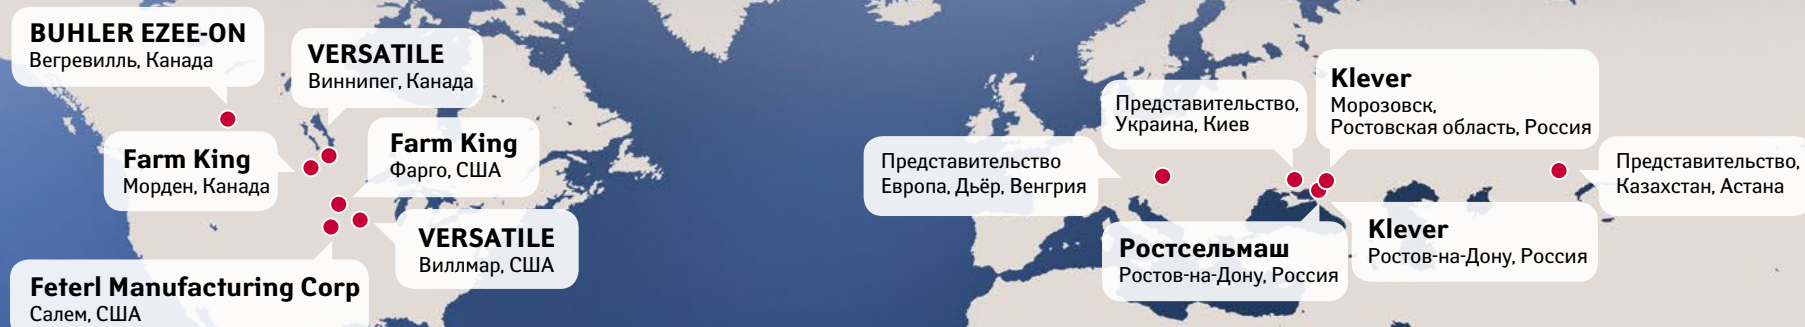 BUHLER EZEE-ON
Вегревилль, Канада
VERSATILE
Виннипег, Канада
Farm King
Морден, Канада
Farm King
Фарго, США
VERSATILE
Виллмар, США
Feterl Manufacturing Corp
Салем, США
Представительство
Европа, Дьёр, Венгрия
Представительство,
Украина, Киев
Klever
Морозовск,
Ростовская область, Россия
Ростсельмаш
Ростов-на-Дону, Россия
Klever
Ростов-на-Дону, Россия
Представительство,
Казахстан, Астана